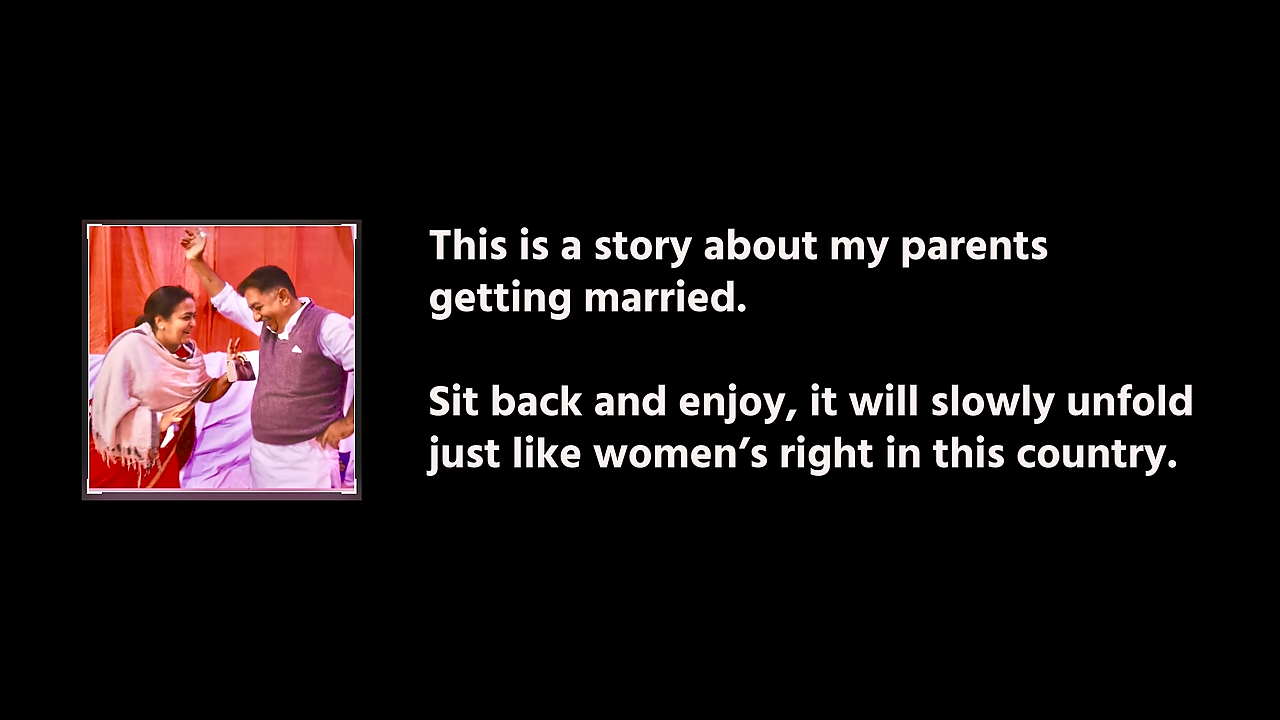 This is a story about my parents
getting married.
Sit back and enjoy, it will slowly unfold
just like women’s right in this country.